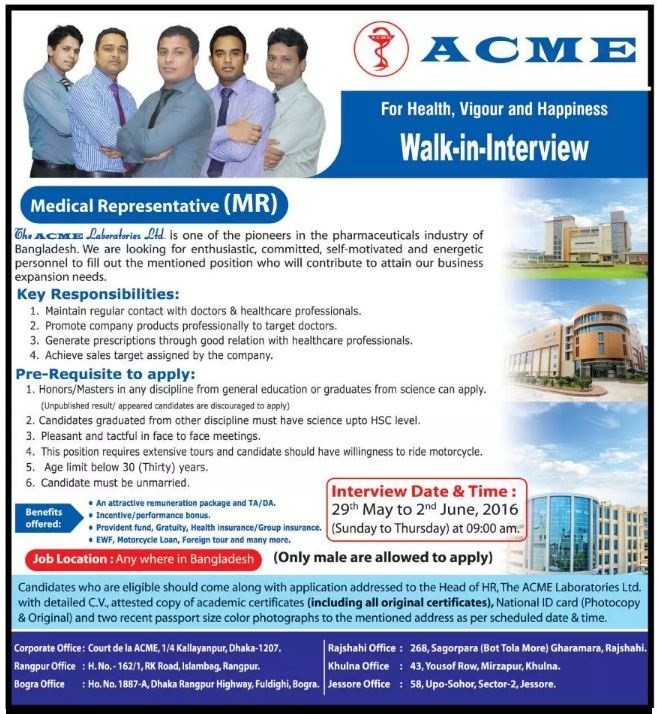 ACME
ACME
For Health, Vigour and Happiness
Walk-in-Interview
Medical Representative (MR)
The ACME Laboratories Ltd. is one of the pioneers in the pharmaceuticals industry of
Bangladesh. We are looking for enthusiastic, committed, self-motivated and energetic
personnel to fill out the mentioned position who will contribute to attain our business
expansion needs.
Key Responsibilities:
1. Maintain regular contact with doctors & healthcare professionals.
2. Promote company products professionally to target doctors.
3. Generate prescriptions through good relation with healthcare professionals.
4. Achieve sales target assigned by the company.
Pre-Requisite to apply:
1. Honors/Masters in any discipline from general education or graduates from science can apply.
(Unpublished result/ appeared candidates are discouraged to apply)
2. Candidates graduated from other discipline must have science upto HSC level.
3. Pleasant and tactful in face to face meetings.
4. This position requires extensive tours and candidate should have willingness to ride motorcycle.
5. Age limit below 30 (Thirty) years.
6. Candidate must be unmarried.
Benefits
offered:
• An attractive remuneration package and TA/DA.
• Incentive/performance bonus.
• Provident fund, Gratuity, Health insurance/Group insurance.
• EWF, Motorcycle Loan, Foreign tour and many more.
Interview Date & Time :
29th May to 2nd June, 2016
(Sunday to Thursday) at 09:00 am.
Job Location : Any where in Bangladesh (Only male are allowed to apply)
Candidates who are eligible should come along with application addressed to the Head of HR, The ACME Laboratories Ltd.
with detailed C.V., attested copy of academic certificates (including all original certificates), National ID card (Photocopy
& Original) and two recent passport size color photographs to the mentioned address as per scheduled date & time.
Corporate Office : Court de la ACME, 1/4 Kallayanpur, Dhaka-1207.
Rangpur Office : H. No. - 162/1, RK Road, Islambag, Rangpur.
Bogra Office : Ho. No. 1887-A, Dhaka Rangpur Highway, Fuldighi, Bogra.
Rajshahi Office : 268, Sagorpara (Bot Tola More) Gharamara, Rajshahi.
Khulna Office : 43, Yousof Row, Mirzapur, Khulna.
Jessore Office : 58, Upo-Sohor, Sector-2, Jessore.